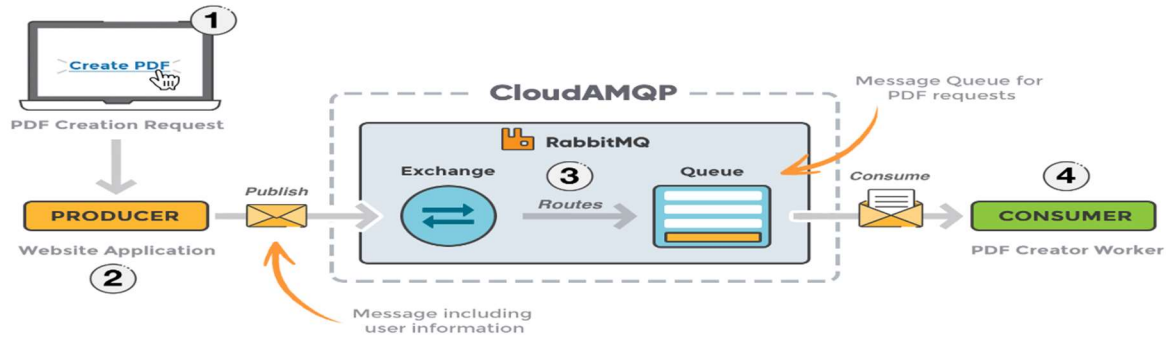 1
Create PDF
PDF Creation Request
PRODUCER
Website Application
2
Publish
Message including
user information
CloudAMQP
RabbitMQ
Exchange
3
Routes
Queue
Message Queue for
PDF requests
Consume
4
CONSUMER
PDF Creator Worker